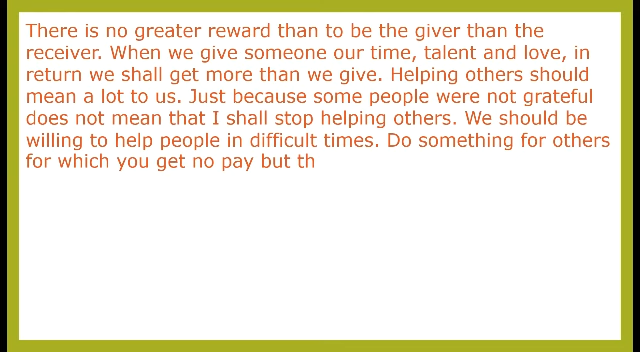 There is no greater reward than to be the giver than the
receiver. When we give someone our time, talent and love, in
return we shall get more than we give. Helping others should
mean a lot to us. Just because some people were not grateful
does not mean that I shall stop helping others. We should be
willing to help people in difficult times. Do something for others
for which you get no pay but th